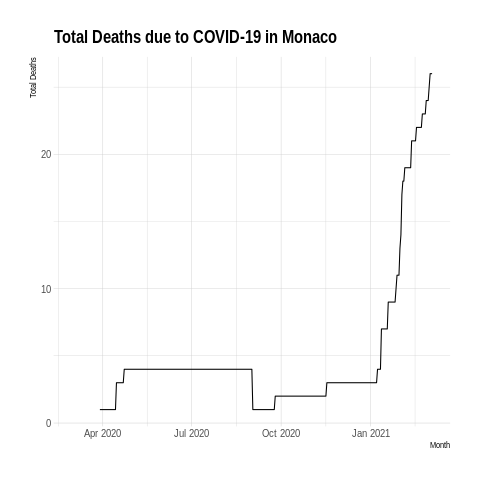 Total Deaths due to COVID-19 in Monaco
Total Deaths
20
10
0
Apr 2020 Jul 2020 Oct 2020 Jan 2021
Month